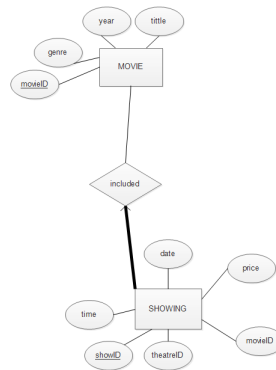 year
tittle
genre
MOVIE
movieID
included
date
price
time
SHOWING
movieID
showID
theatreID